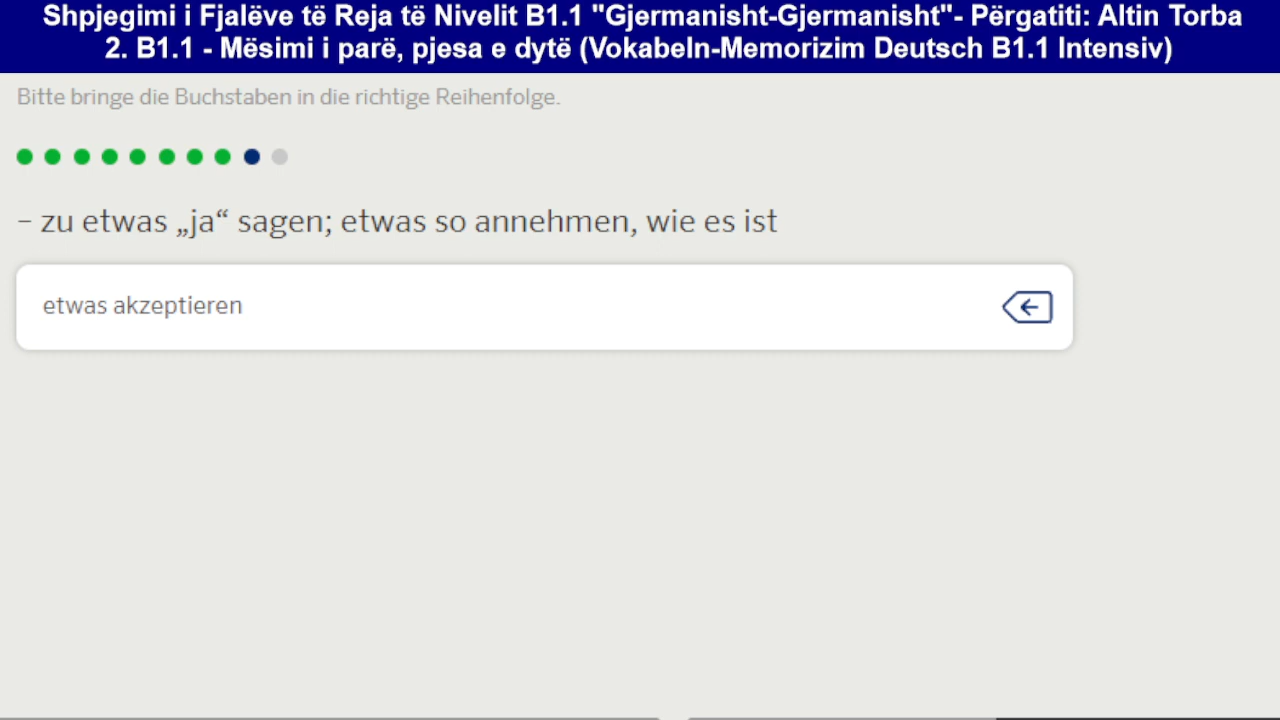 Shpjegimi i Fjalëve të Reja të Nivelit B1.1 "Gjermanisht-Gjermanisht"- Përgatiti: Altin Torba
2. B1.1 - Mësimi i parë, pjesa e dytë (Vokabeln-Memorizim Deutsch B1.1 Intensiv)
Bitte bringe die Buchstaben in die richtige Reihenfolge.
– zu etwas „ja“ sagen; etwas so annehmen, wie es ist
etwas akzeptieren